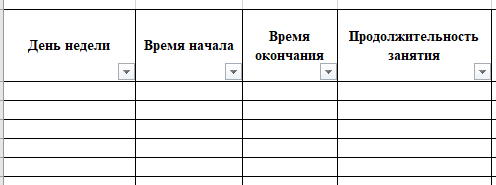 День недели
Время начала
Время
окончания
Продолжительность
занятия